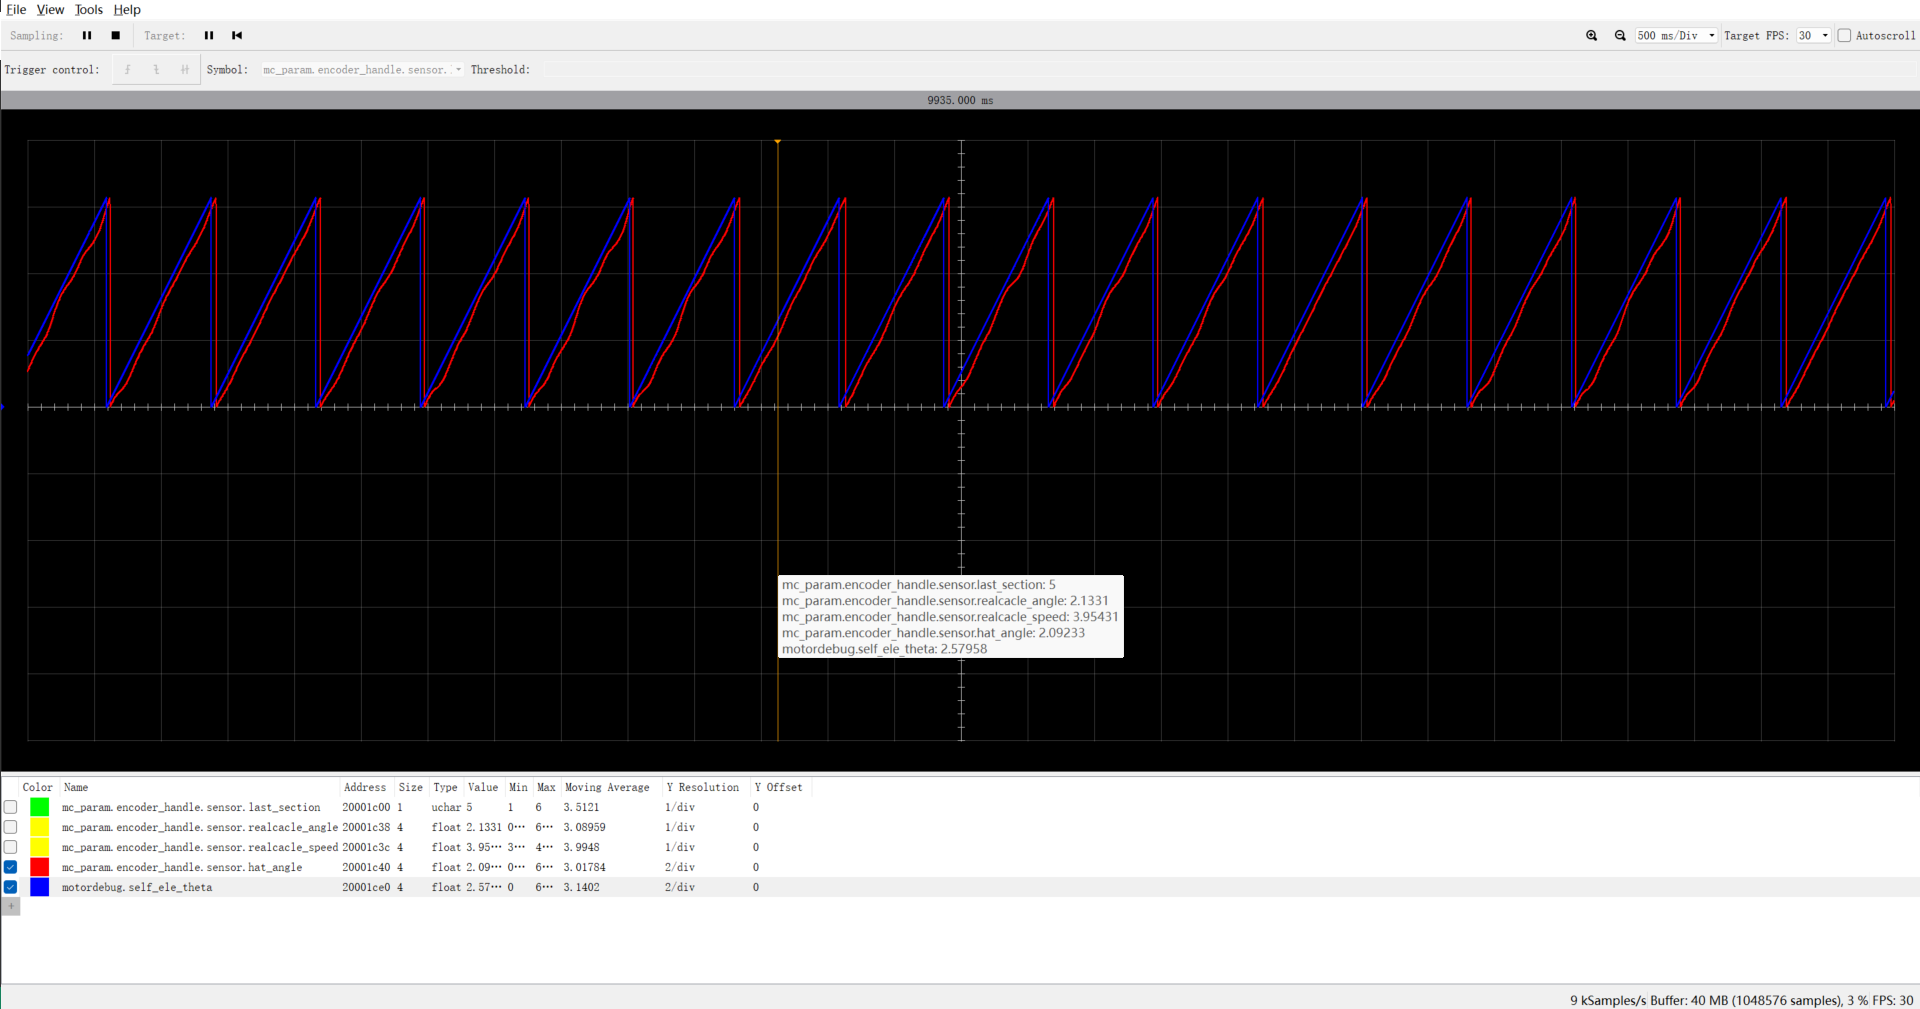 File View Tools Help
Sampling: Target: 500 ms/Div Target FPS: 30 Autoscroll
Trigger control: Symbol: mc_param.encoder_handle.sensor. Threshold:
9935.000 ms
mc_param.encoder_handle.sensor.last_section: 5
mc_param.encoder_handle.sensor.realcacle_angle: 2.1331
mc_param.encoder_handle.sensor.realcacle_speed: 3.95431
mc_param.encoder_handle.sensor.hat_angle: 2.09233
motordebug.self_ele_theta: 2.57958
Color Name Address Size Type Value Min Max Moving Average Y Resolution Y Offset
mc_param.encoder_handle.sensor.last_section 20001c00 1 uchar 5 1 6 3.5121 1/div 0
mc_param.encoder_handle.sensor.realcacle_angle 20001c38 4 float 2.1331 0··· 6··· 3.08959 1/div 0
mc_param.encoder_handle.sensor.realcacle_speed 20001c3c 4 float 3.95··· 3··· 4··· 3.9948 1/div 0
mc_param.encoder_handle.sensor.hat_angle 20001c40 4 float 2.09··· 0··· 6··· 3.01784 2/div 0
motordebug.self_ele_theta 20001ce0 4 float 2.57··· 0 6··· 3.1402 2/div 0
+
9 kSamples/s Buffer: 40 MB (1048576 samples), 3 % FPS: 30